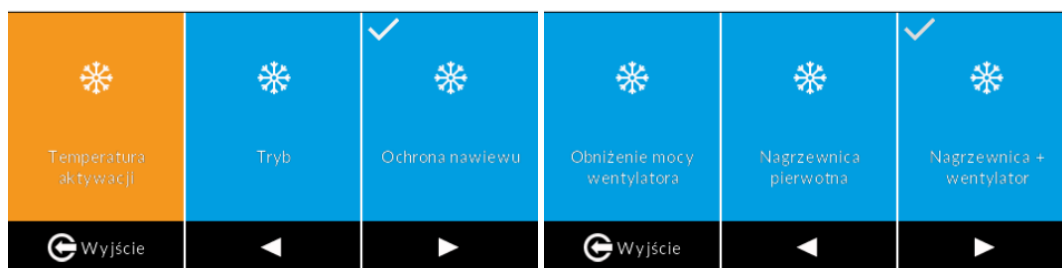 Temperatura
aktywacji
Tryb
Ochrona nawiewu
Wyjście
Obniżenie mocy
wentylatora
Nagrzewnica
pierwotna
Nagrzewnica +
wentylator
Wyjście